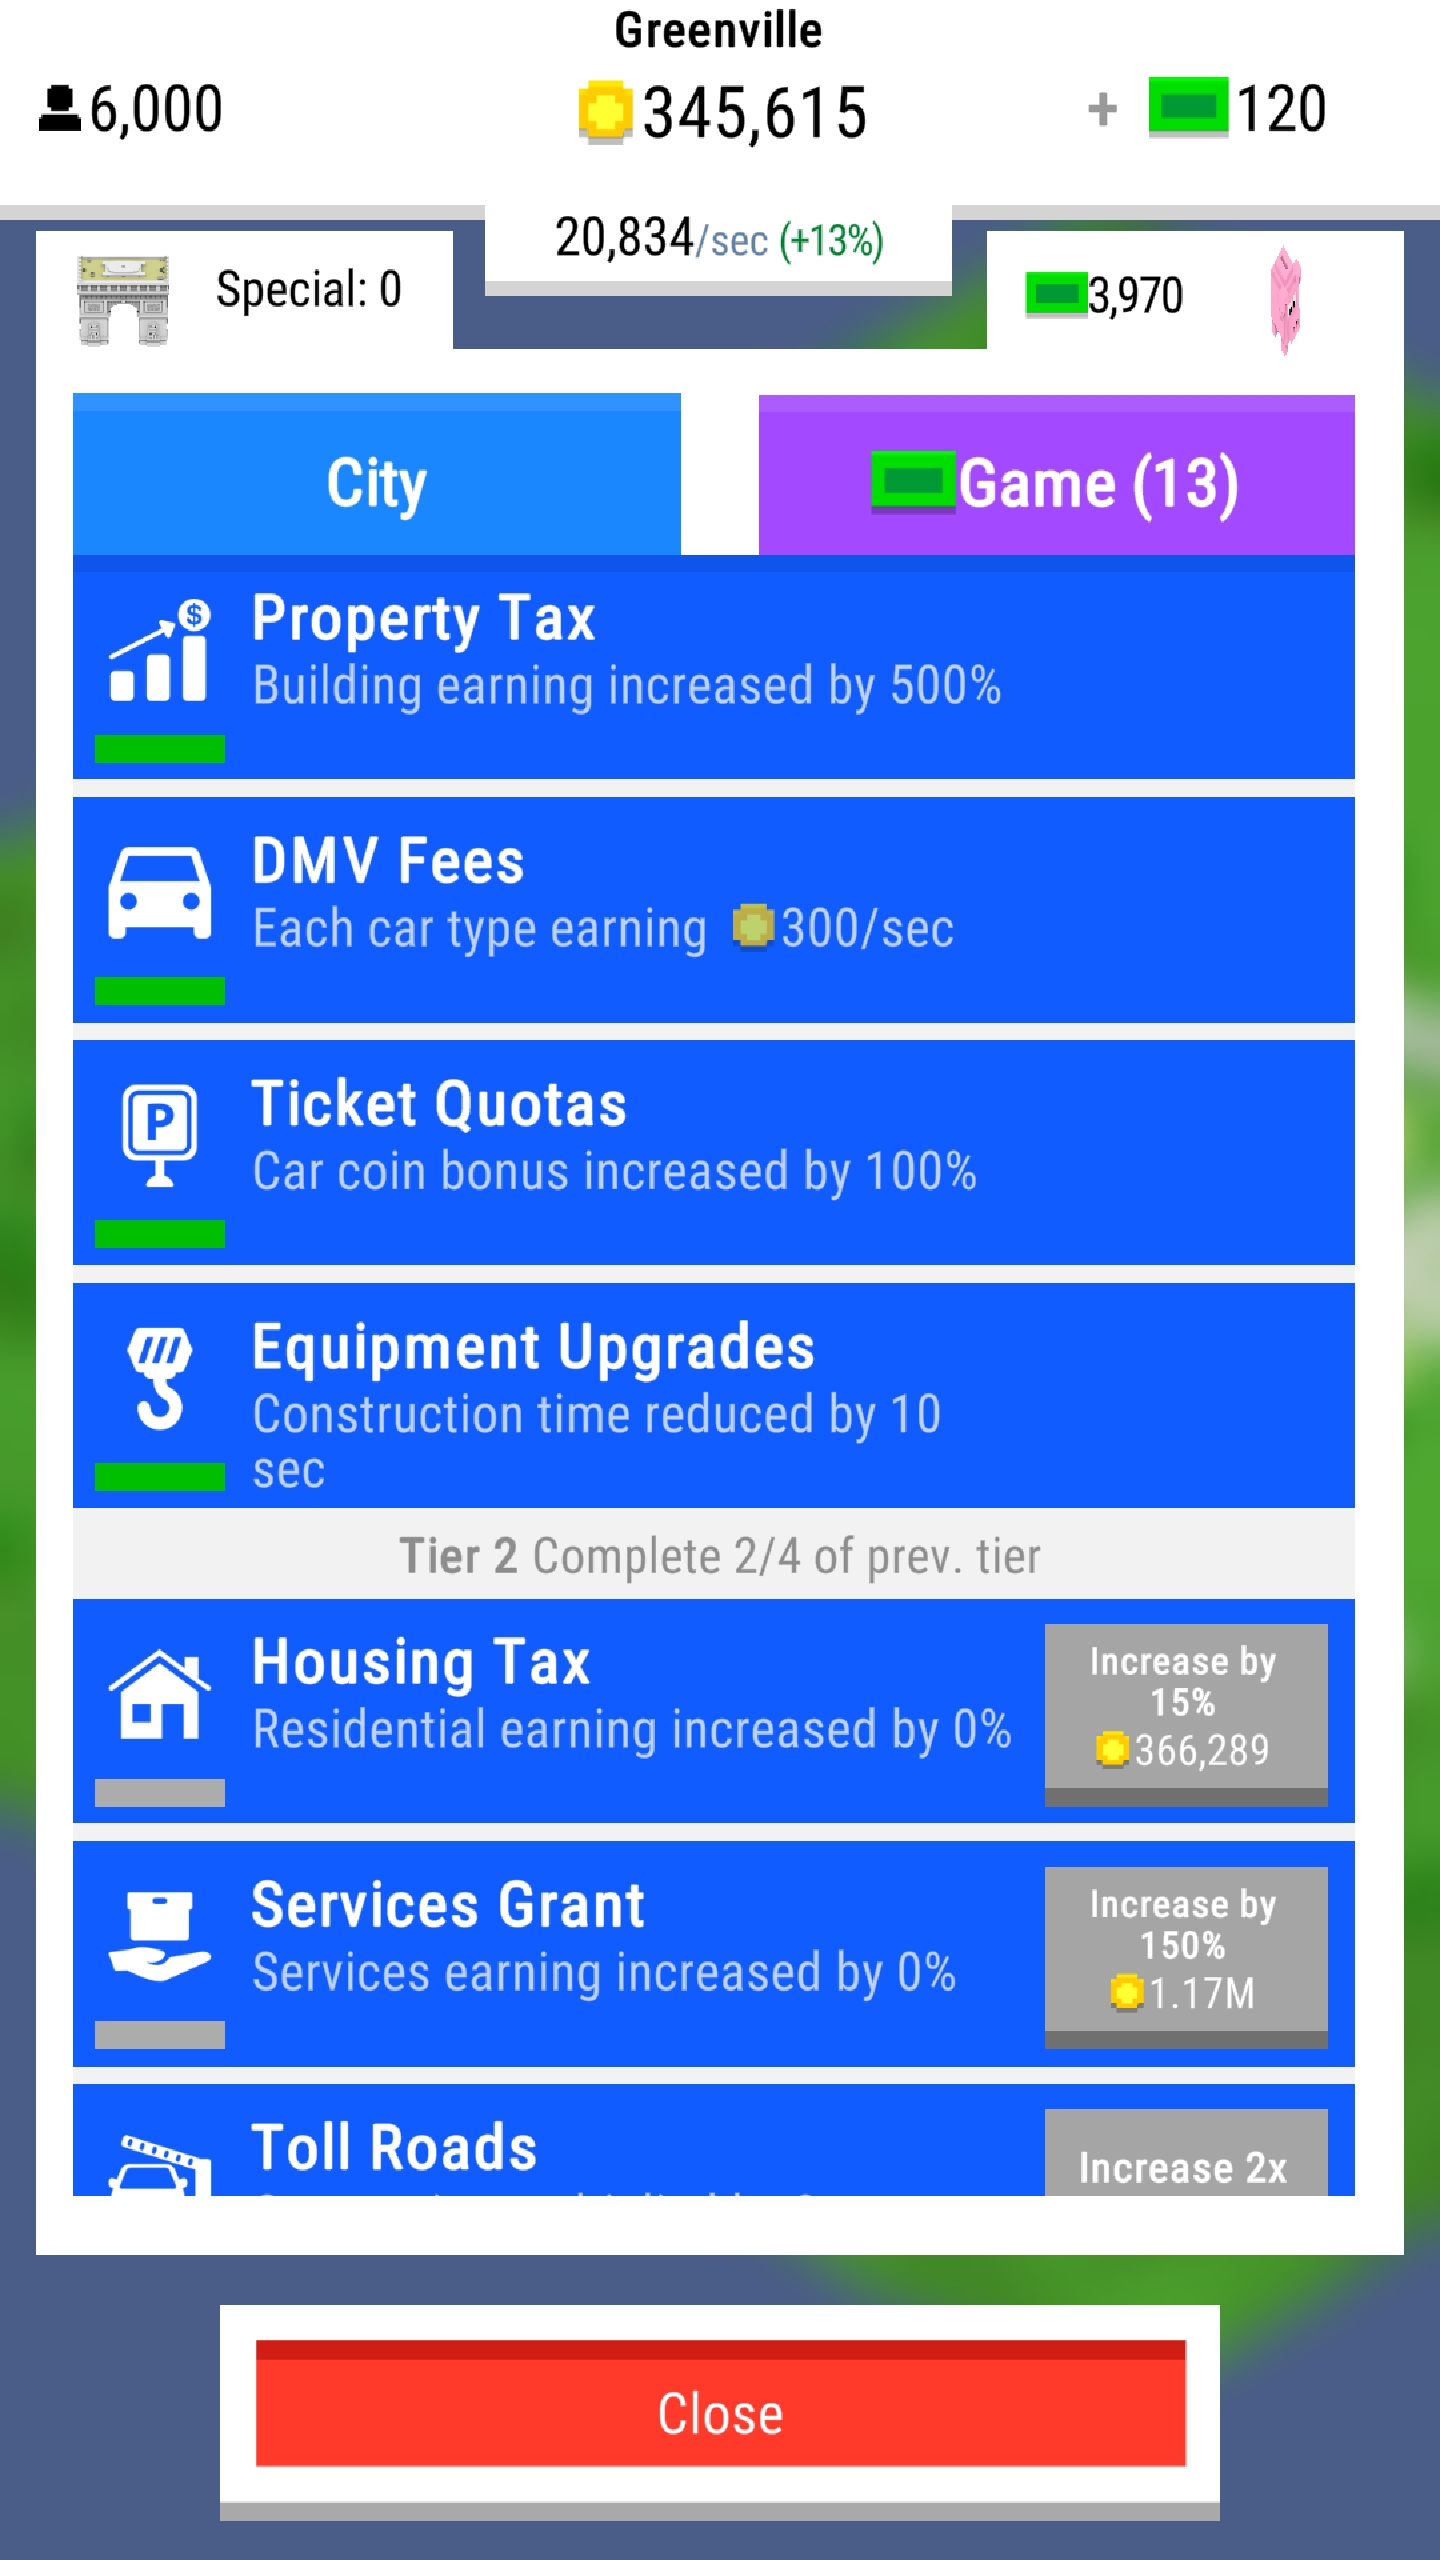 Greenville
6,000
345,615
+ 120
20,834/sec (+13%)
Special: 0
3,970
City
Game (13)
Property Tax
Building earning increased by 500%
DMV Fees
Each car type earning 300/sec
P
Ticket Quotas
Car coin bonus increased by 100%
Equipment Upgrades
Construction time reduced by 10
sec
Tier 2 Complete 2/4 of prev. tier
Housing Tax
Residential earning increased by 0%
Increase by
15%
366,289
Services Grant
Services earning increased by 0%
Increase by
150%
1.17M
Toll Roads
Increase 2x
Close